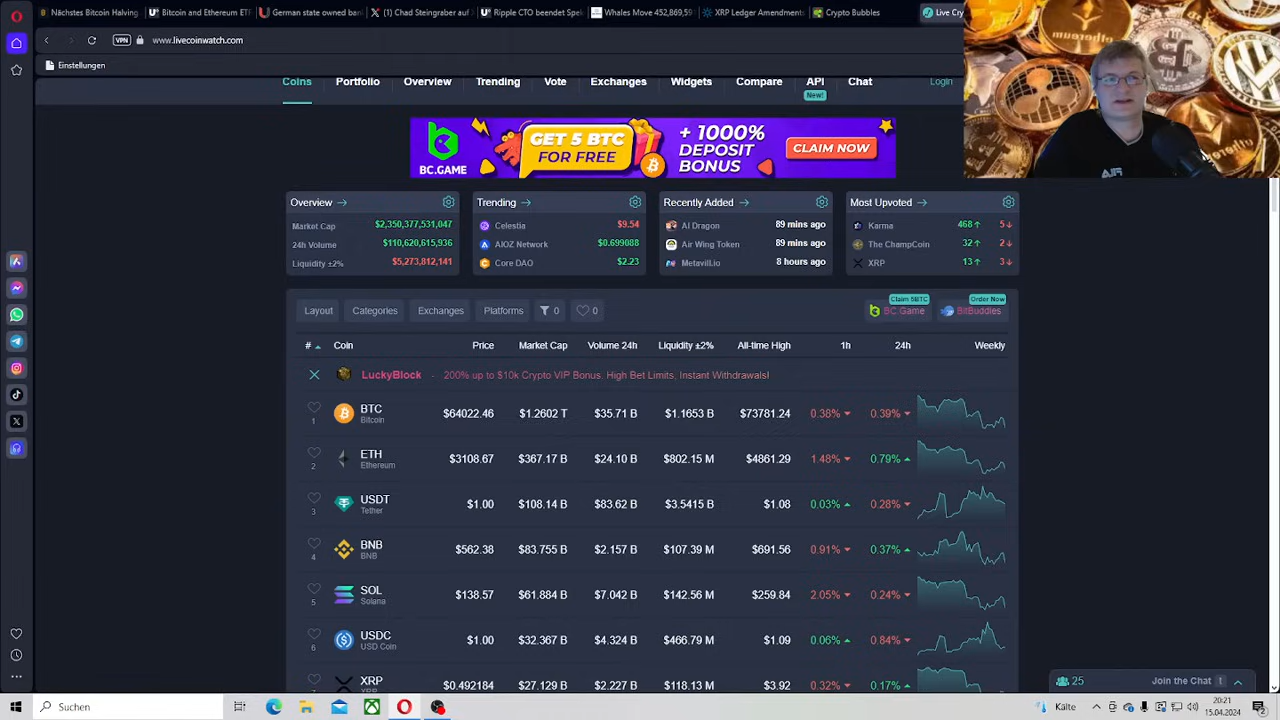 Nächstes Bitcoin Halving
Bitcoin and Ethereum ET
German state owned ban
(1) Chad Steingraber auf
Ripple CTO beendet Spek
Whales Move 452,869,59
XRP Ledger Amendments
Crypto Bubbles
Live Cry
VPN
www.livecoinwatch.com
Einstellungen
Coins Portfolio Overview Trending Vote Exchanges Widgets Compare API Chat Login
New!
BC.GAME
GET 5 BTC
FOR FREE
+ 1000%
DEPOSIT
BONUS
CLAIM NOW
Overview
Market Cap $2,350,377,531,047
24h Volume $110,620,615,936
Liquidity ±2% $5,273,812,141
Trending
Celestia $9.54
AIOZ Network $0.699088
Core DAO $2.23
Recently Added
AI Dragon 89 mins ago
Air Wing Token 89 mins ago
Metavill.io 8 hours ago
Most Upvoted
Karma 468 5
The ChampCoin 32 2
XRP 13 3
Layout Categories Exchanges Platforms 0 0
Claim 5BTC
BC Game
Order Now
BitBuddies
# Coin Price Market Cap Volume 24h Liquidity ±2% All-time High 1h 24h Weekly
LuckyBlock - 200% up to $10k Crypto VIP Bonus, High Bet Limits, Instant Withdrawals!
1 BTC Bitcoin $64022.46 $1.2602 T $35.71 B $1.1653 B $73781.24 0.38% 0.39%
2 ETH Ethereum $3108.67 $367.17 B $24.10 B $802.15 M $4861.29 1.48% 0.79%
3 USDT Tether $1.00 $108.14 B $83.62 B $3.5415 B $1.08 0.03% 0.28%
4 BNB BNB $562.38 $83.755 B $2.157 B $107.39 M $691.56 0.91% 0.37%
5 SOL Solana $138.57 $61.884 B $7.042 B $142.56 M $259.84 2.05% 0.24%
6 USDC USD Coin $1.00 $32.367 B $4.324 B $466.79 M $1.09 0.06% 0.84%
XRP $0.492184 $27.129 B $2.227 B $118.13 M $3.92 0.32% 0.17%
25 Join the Chat 1
Suchen
Kälte
20:21
15.04.2024
2